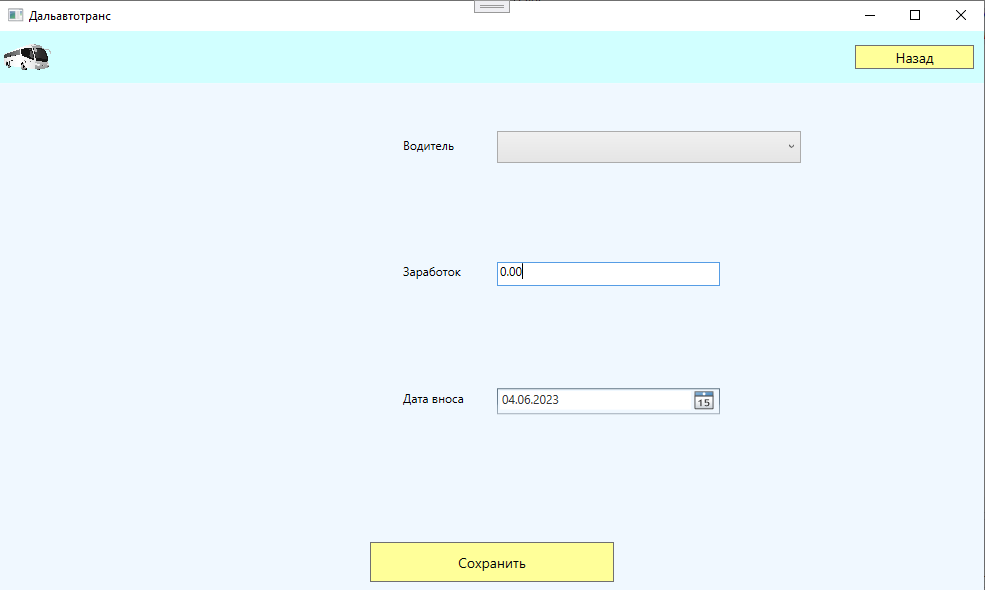 Дальавтотранс
Назад
Водитель
Заработок 0.00
Дата вноса 04.06.2023
15
Сохранить